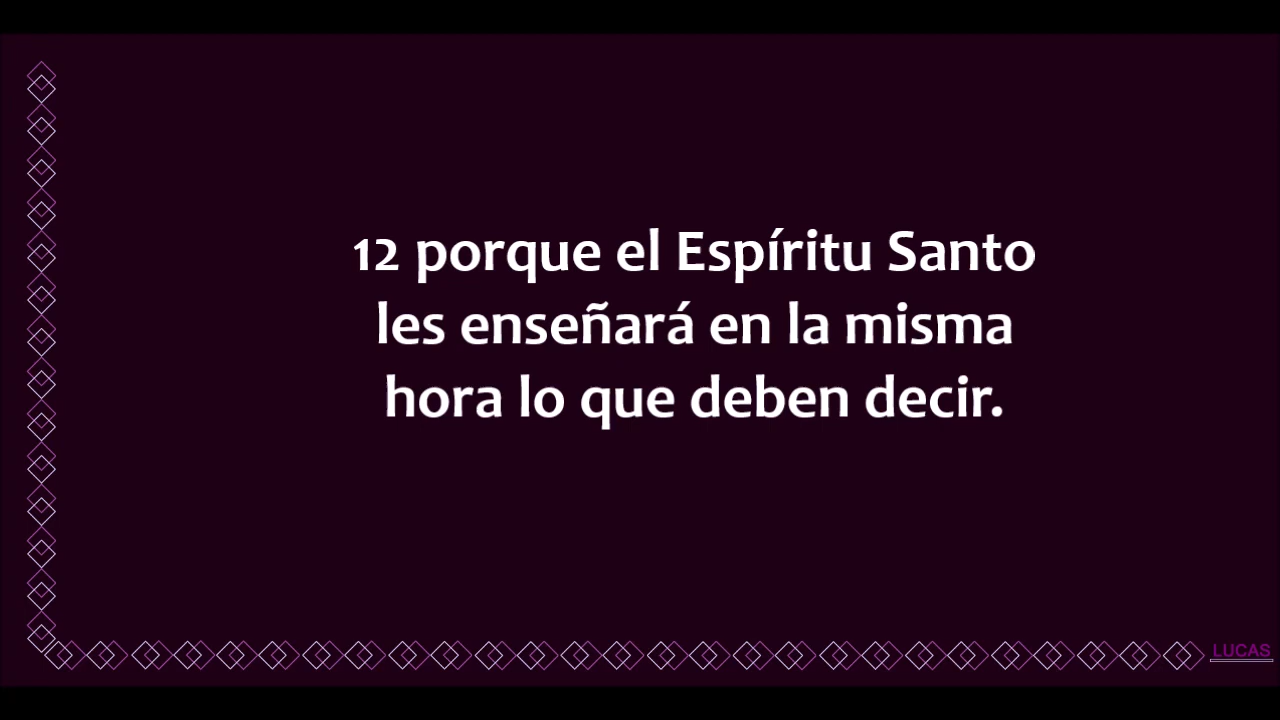 12 porque el Espíritu Santo
les enseñará en la misma
hora lo que deben decir.
LUCAS